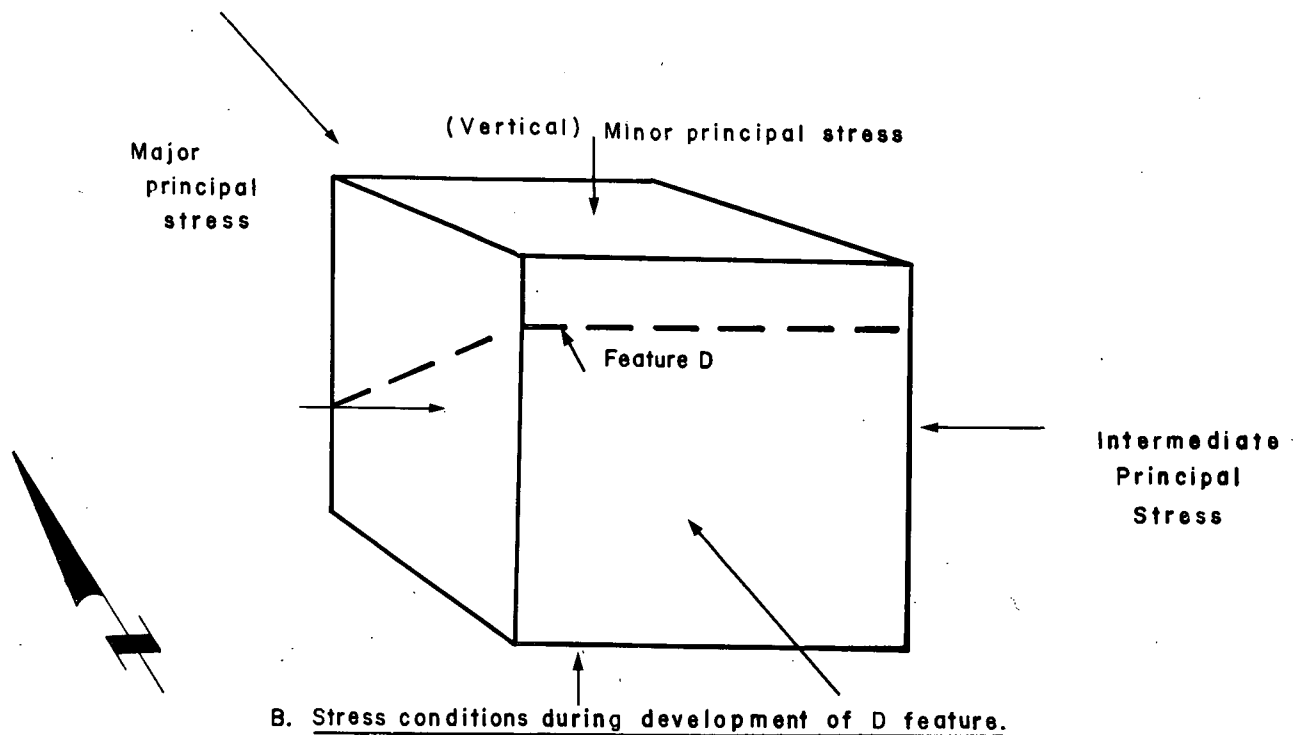 (Vertical) Minor principal stress
Major
principal
stress
Feature D
Intermediate
Principal
Stress
B. Stress conditions during development of D feature.